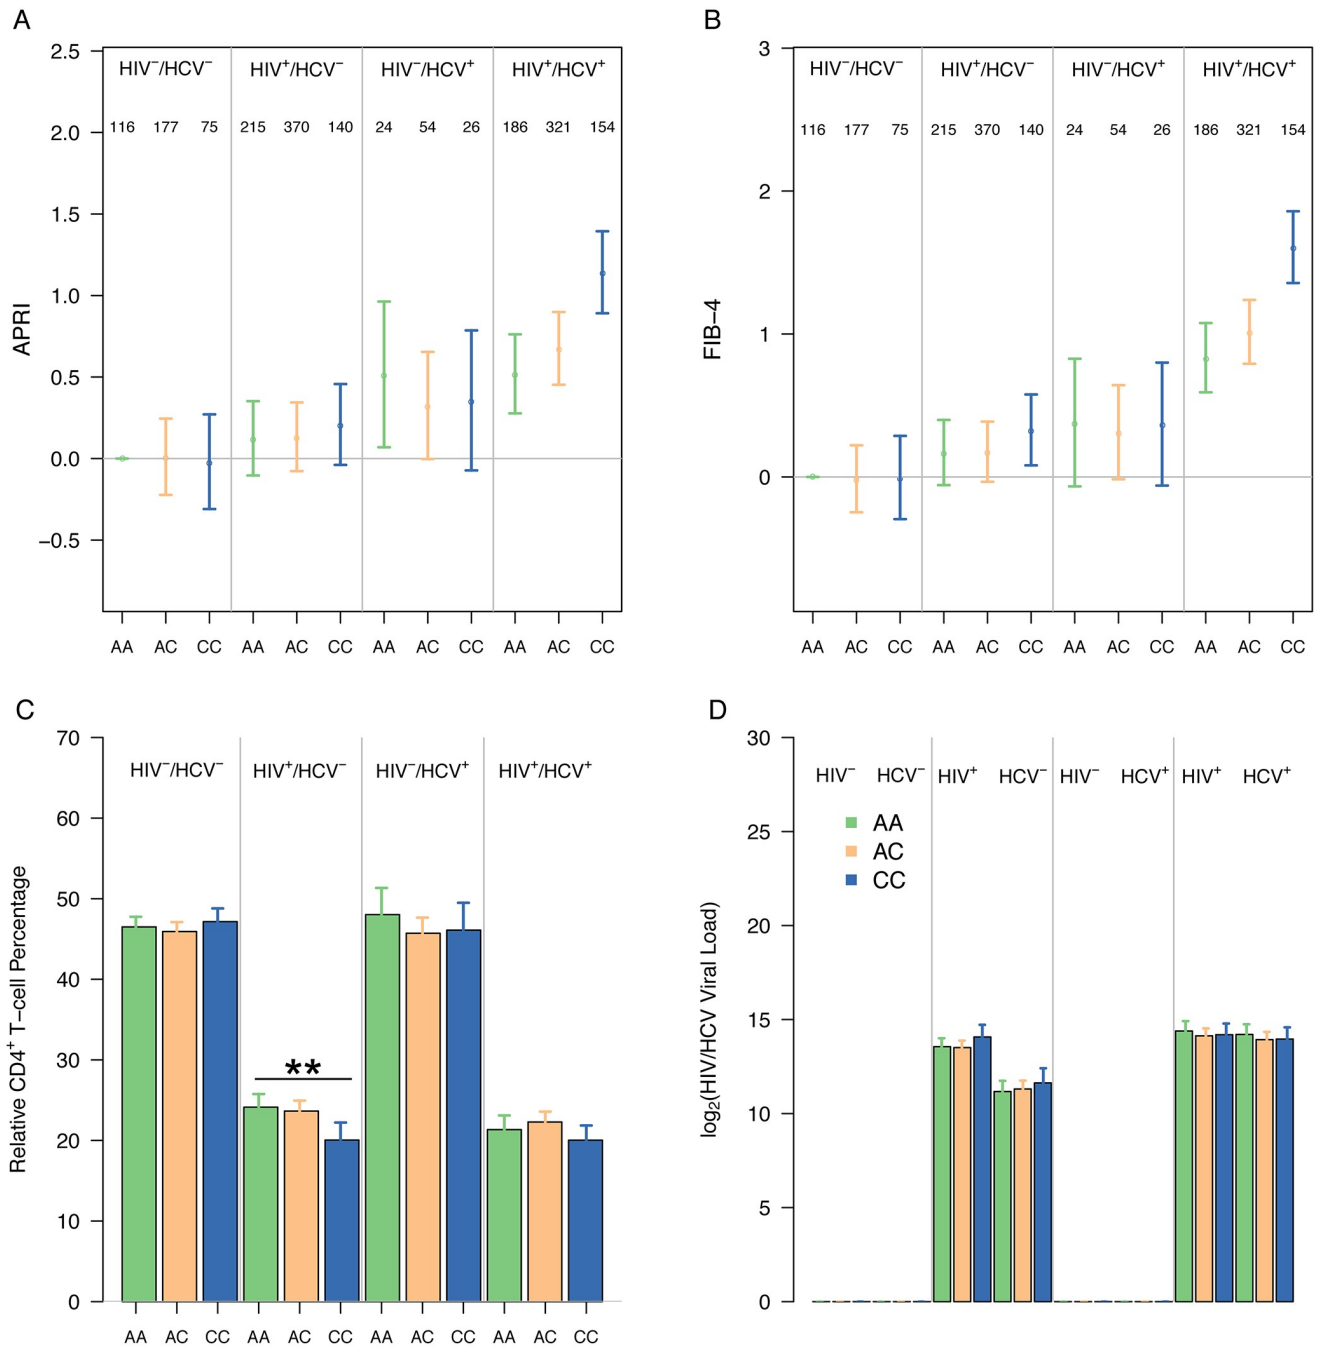 A
APRI
2.5
2.0
1.5
1.0
0.5
0.0
−0.5
HIV⁻/HCV⁻ HIV⁺/HCV⁻ HIV⁻/HCV⁺ HIV⁺/HCV⁺
116 177 75 215 370 140 24 54 26 186 321 154
AA AC CC AA AC CC AA AC CC AA AC CC
B
FIB−4
3
2
1
0
HIV⁻/HCV⁻ HIV⁺/HCV⁻ HIV⁻/HCV⁺ HIV⁺/HCV⁺
116 177 75 215 370 140 24 54 26 186 321 154
AA AC CC AA AC CC AA AC CC AA AC CC
C
Relative CD4⁺ T−cell Percentage
70
60
50
40
30
20
10
0
HIV⁻/HCV⁻ HIV⁺/HCV⁻ HIV⁻/HCV⁺ HIV⁺/HCV⁺
**
AA AC CC AA AC CC AA AC CC AA AC CC
D
log₂(HIV/HCV Viral Load)
30
25
20
15
10
5
0
HIV⁻ HCV⁻ HIV⁺ HCV⁻ HIV⁻ HCV⁺ HIV⁺ HCV⁺
AA
AC
CC